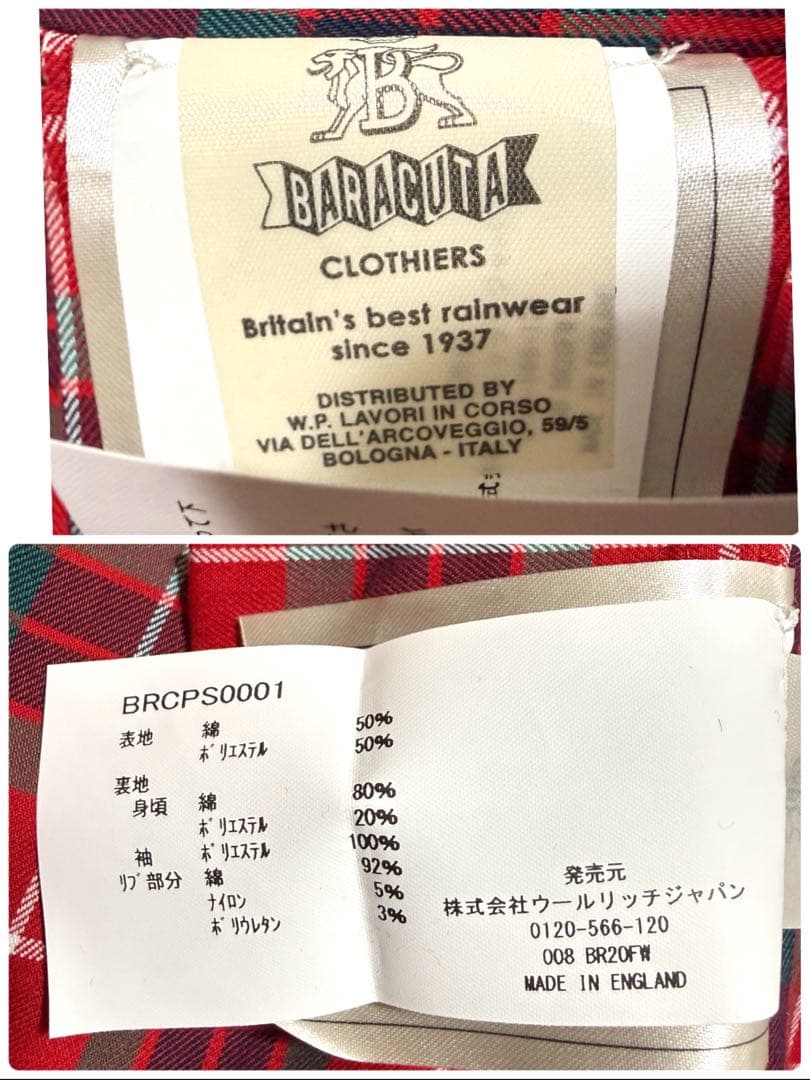 B
BARACUTA
CLOTHIERS
Britain's best rainwear
since 1937
DISTRIBUTED BY
W.P. LAVORI IN CORSO
VIA DELL'ARCOVEGGIO, 59/5
BOLOGNA - ITALY
BRCPS0001
表地 綿 50%
ポリエステル 50%
裏地
身頃 綿 80%
ポリエステル 20%
袖 ポリエステル 100%
リブ部分 綿 92%
ナイロン 5%
ポリウレタン 3%
発売元
株式会社ウールリッチジャパン
0120-566-120
008 BR20FW
MADE IN ENGLAND